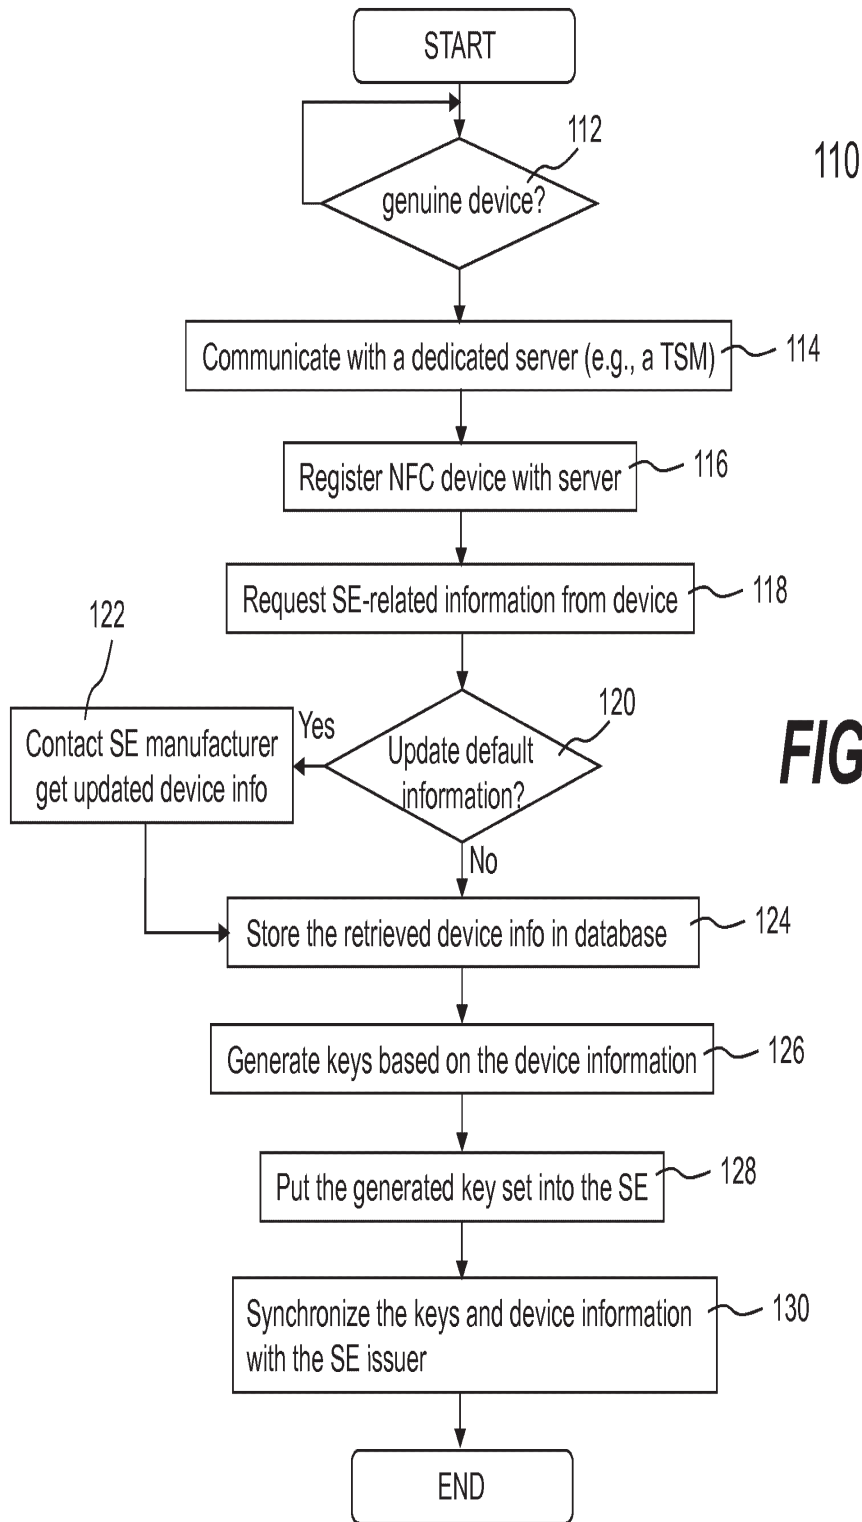 START
112
110
genuine device?
Communicate with a dedicated server (e.g., a TSM)
114
Register NFC device with server
116
Request SE-related information from device
118
122
120
Contact SE manufacturer
get updated device info
Yes
Update default
information?
FIG
No
Store the retrieved device info in database
124
Generate keys based on the device information
126
Put the generated key set into the SE
128
Synchronize the keys and device information
with the SE issuer
130
END